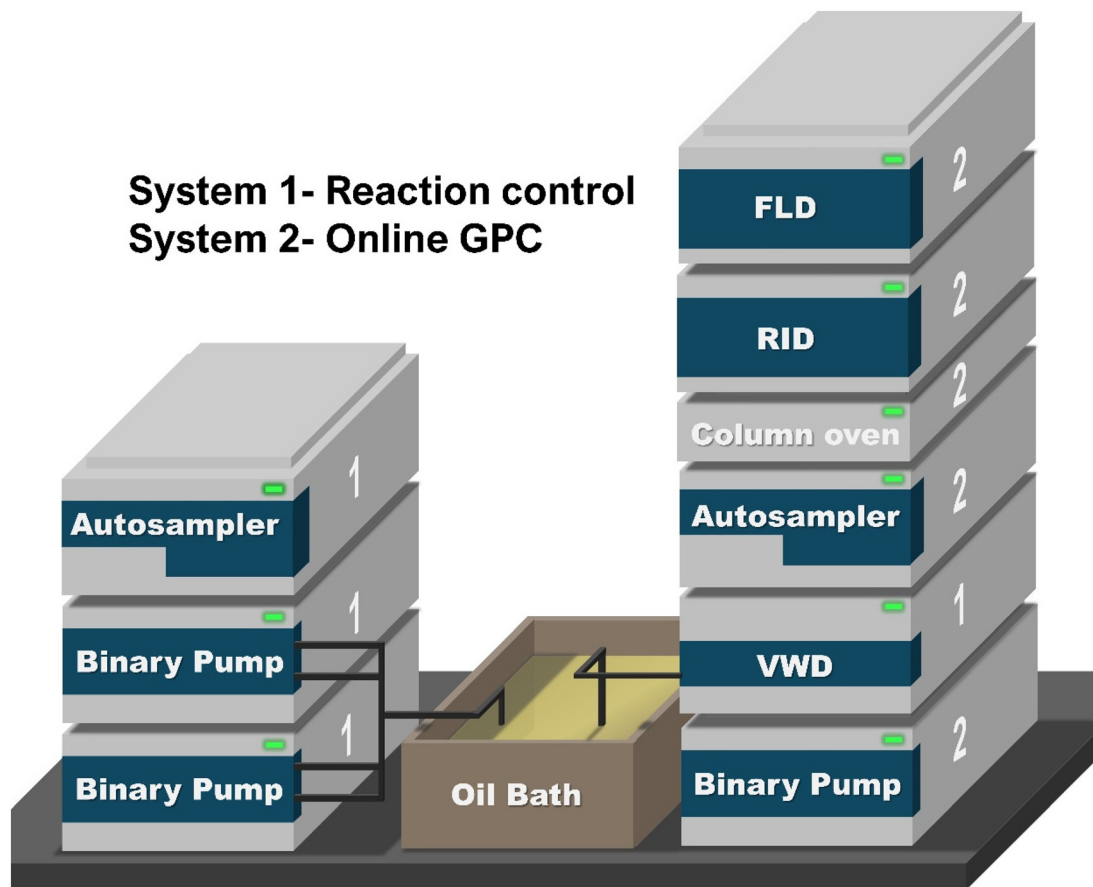 System 1- Reaction control
System 2- Online GPC
Autosampler
1
Binary Pump
1
Binary Pump
1
Oil Bath
FLD
2
RID
2
Column oven
2
Autosampler
2
VWD
1
Binary Pump
2